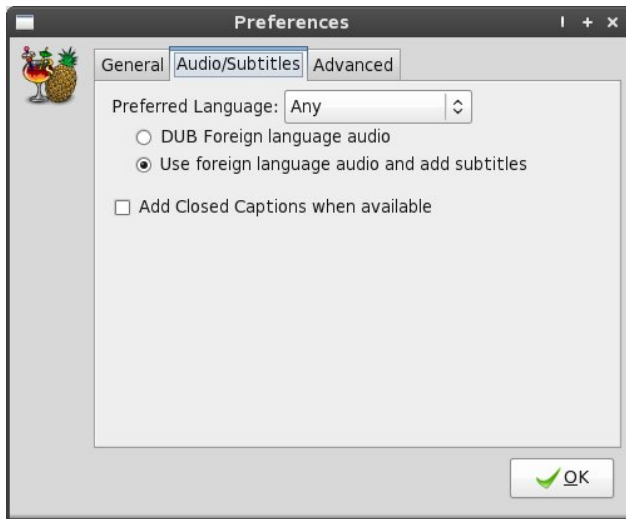 Preferences
General Audio/Subtitles Advanced
Preferred Language: Any
DUB Foreign language audio
Use foreign language audio and add subtitles
Add Closed Captions when available
OK